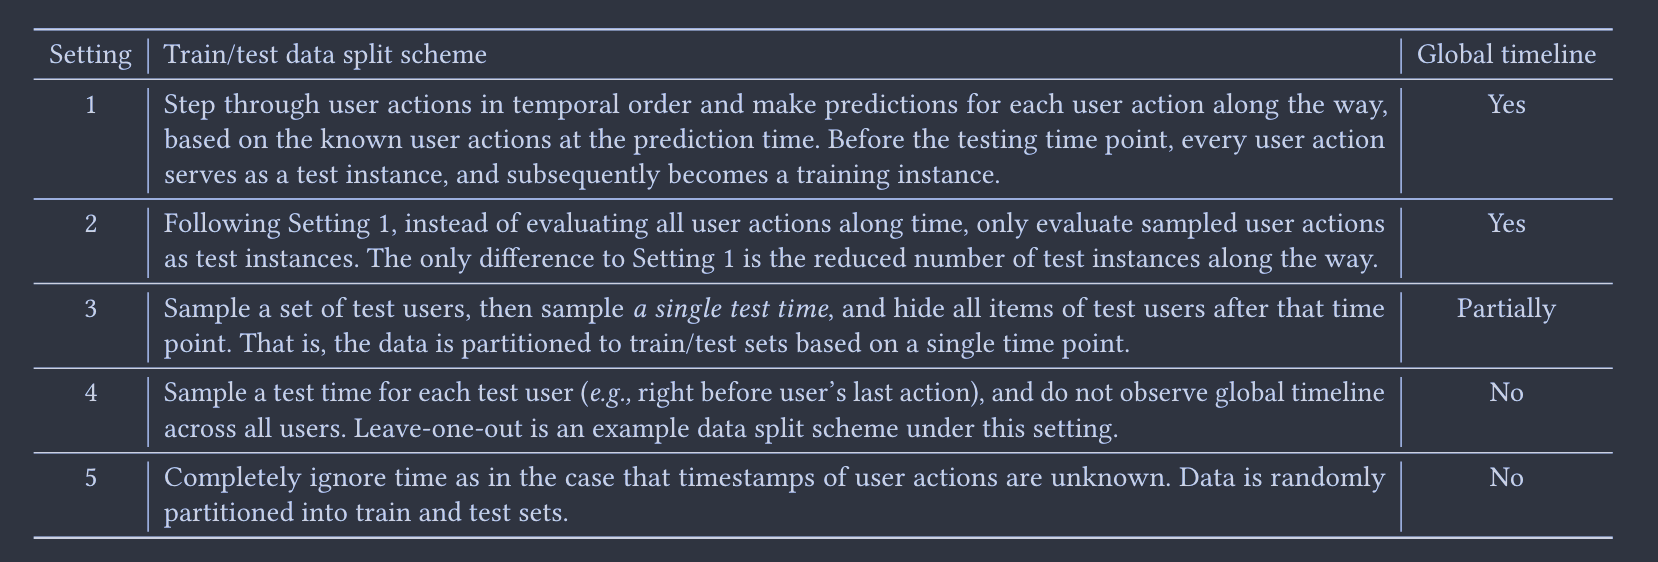 Setting Train/test data split scheme Global timeline
1 Step through user actions in temporal order and make predictions for each user action along the way, Yes
based on the known user actions at the prediction time. Before the testing time point, every user action
serves as a test instance, and subsequently becomes a training instance.
2 Following Setting 1, instead of evaluating all user actions along time, only evaluate sampled user actions Yes
as test instances. The only difference to Setting 1 is the reduced number of test instances along the way.
3 Sample a set of test users, then sample a single test time, and hide all items of test users after that time Partially
point. That is, the data is partitioned to train/test sets based on a single time point.
4 Sample a test time for each test user (e.g., right before user's last action), and do not observe global timeline No
across all users. Leave-one-out is an example data split scheme under this setting.
5 Completely ignore time as in the case that timestamps of user actions are unknown. Data is randomly No
partitioned into train and test sets.